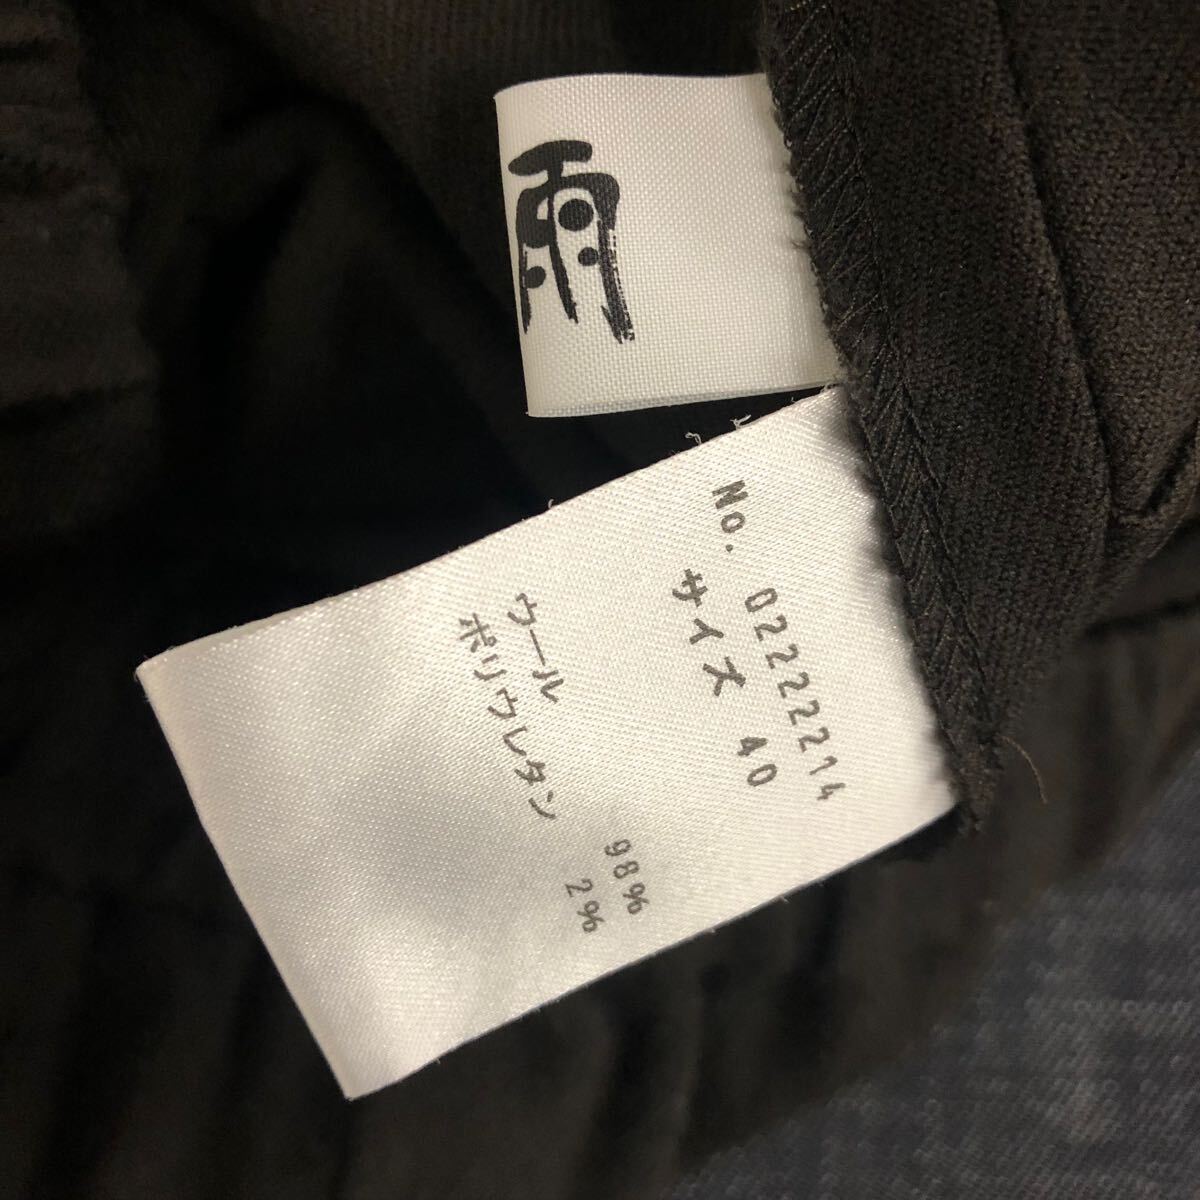 雨
No. 02222214
サイズ 40
ウール 98%
ポリウレタン 2%